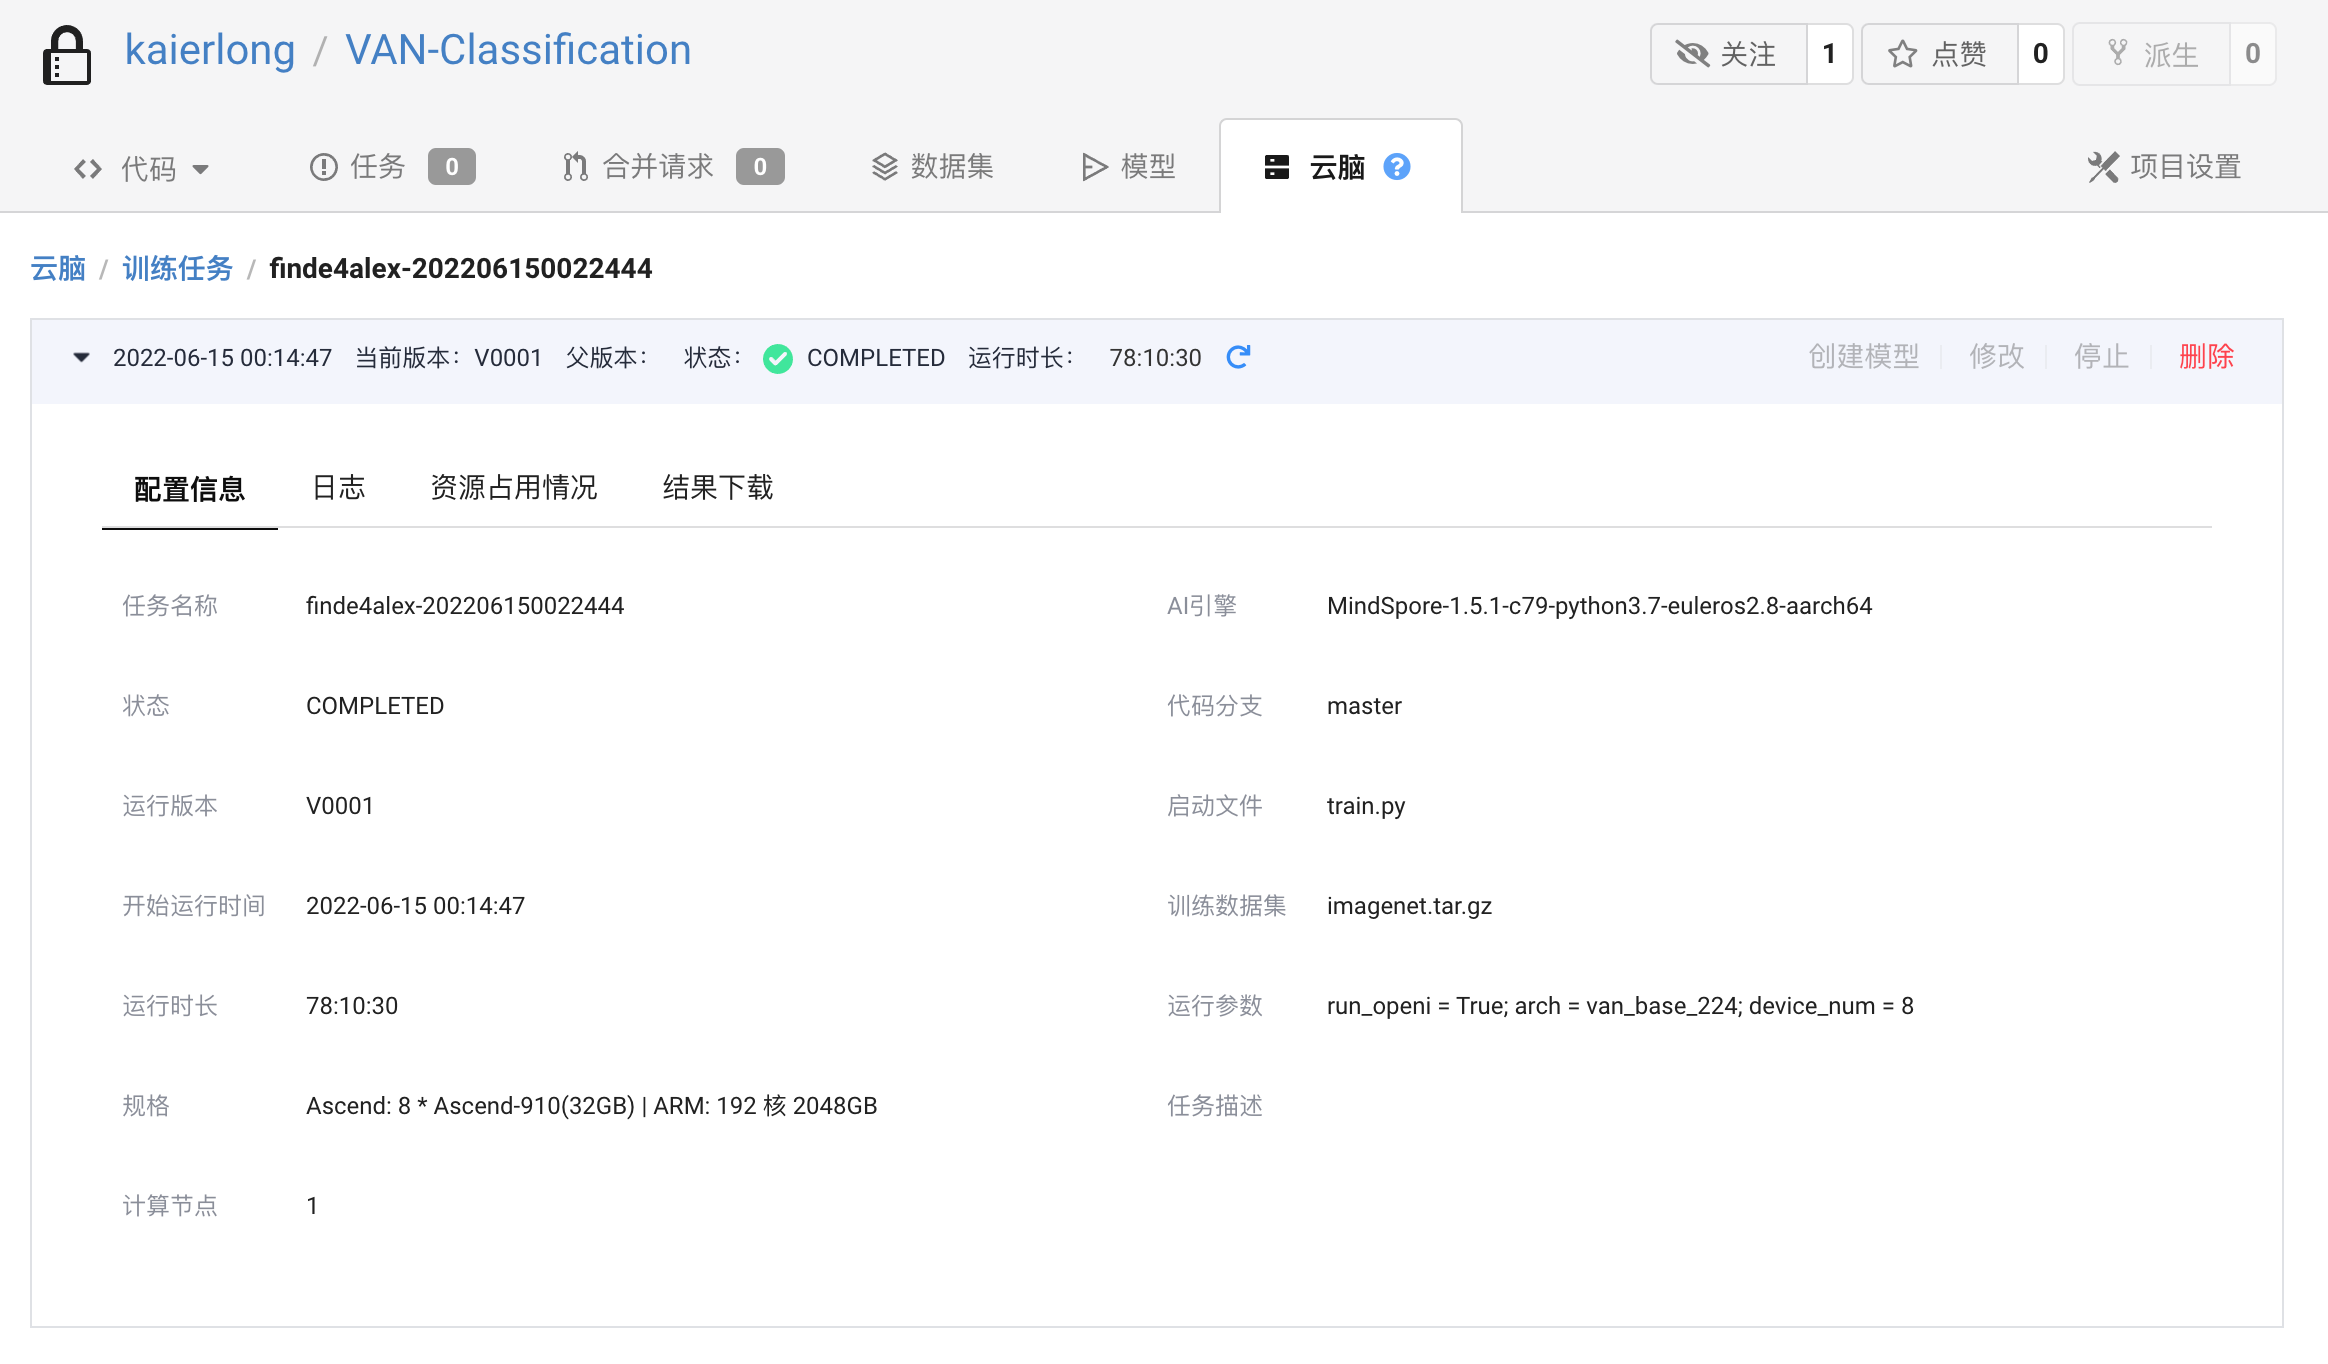 kaierlong / VAN-Classification
关注 1 点赞 0 派生 0
代码 任务 0 合并请求 0 数据集 模型 云脑 ? 项目设置
云脑 / 训练任务 / finde4alex-202206150022444
2022-06-15 00:14:47 当前版本：V0001 父版本： 状态： COMPLETED 运行时长： 78:10:30 创建模型 修改 停止 删除
配置信息 日志 资源占用情况 结果下载
任务名称 finde4alex-202206150022444 AI引擎 MindSpore-1.5.1-c79-python3.7-euleros2.8-aarch64
状态 COMPLETED 代码分支 master
运行版本 V0001 启动文件 train.py
开始运行时间 2022-06-15 00:14:47 训练数据集 imagenet.tar.gz
运行时长 78:10:30 运行参数 run_openi = True; arch = van_base_224; device_num = 8
规格 Ascend: 8 * Ascend-910(32GB) | ARM: 192 核 2048GB 任务描述
计算节点 1